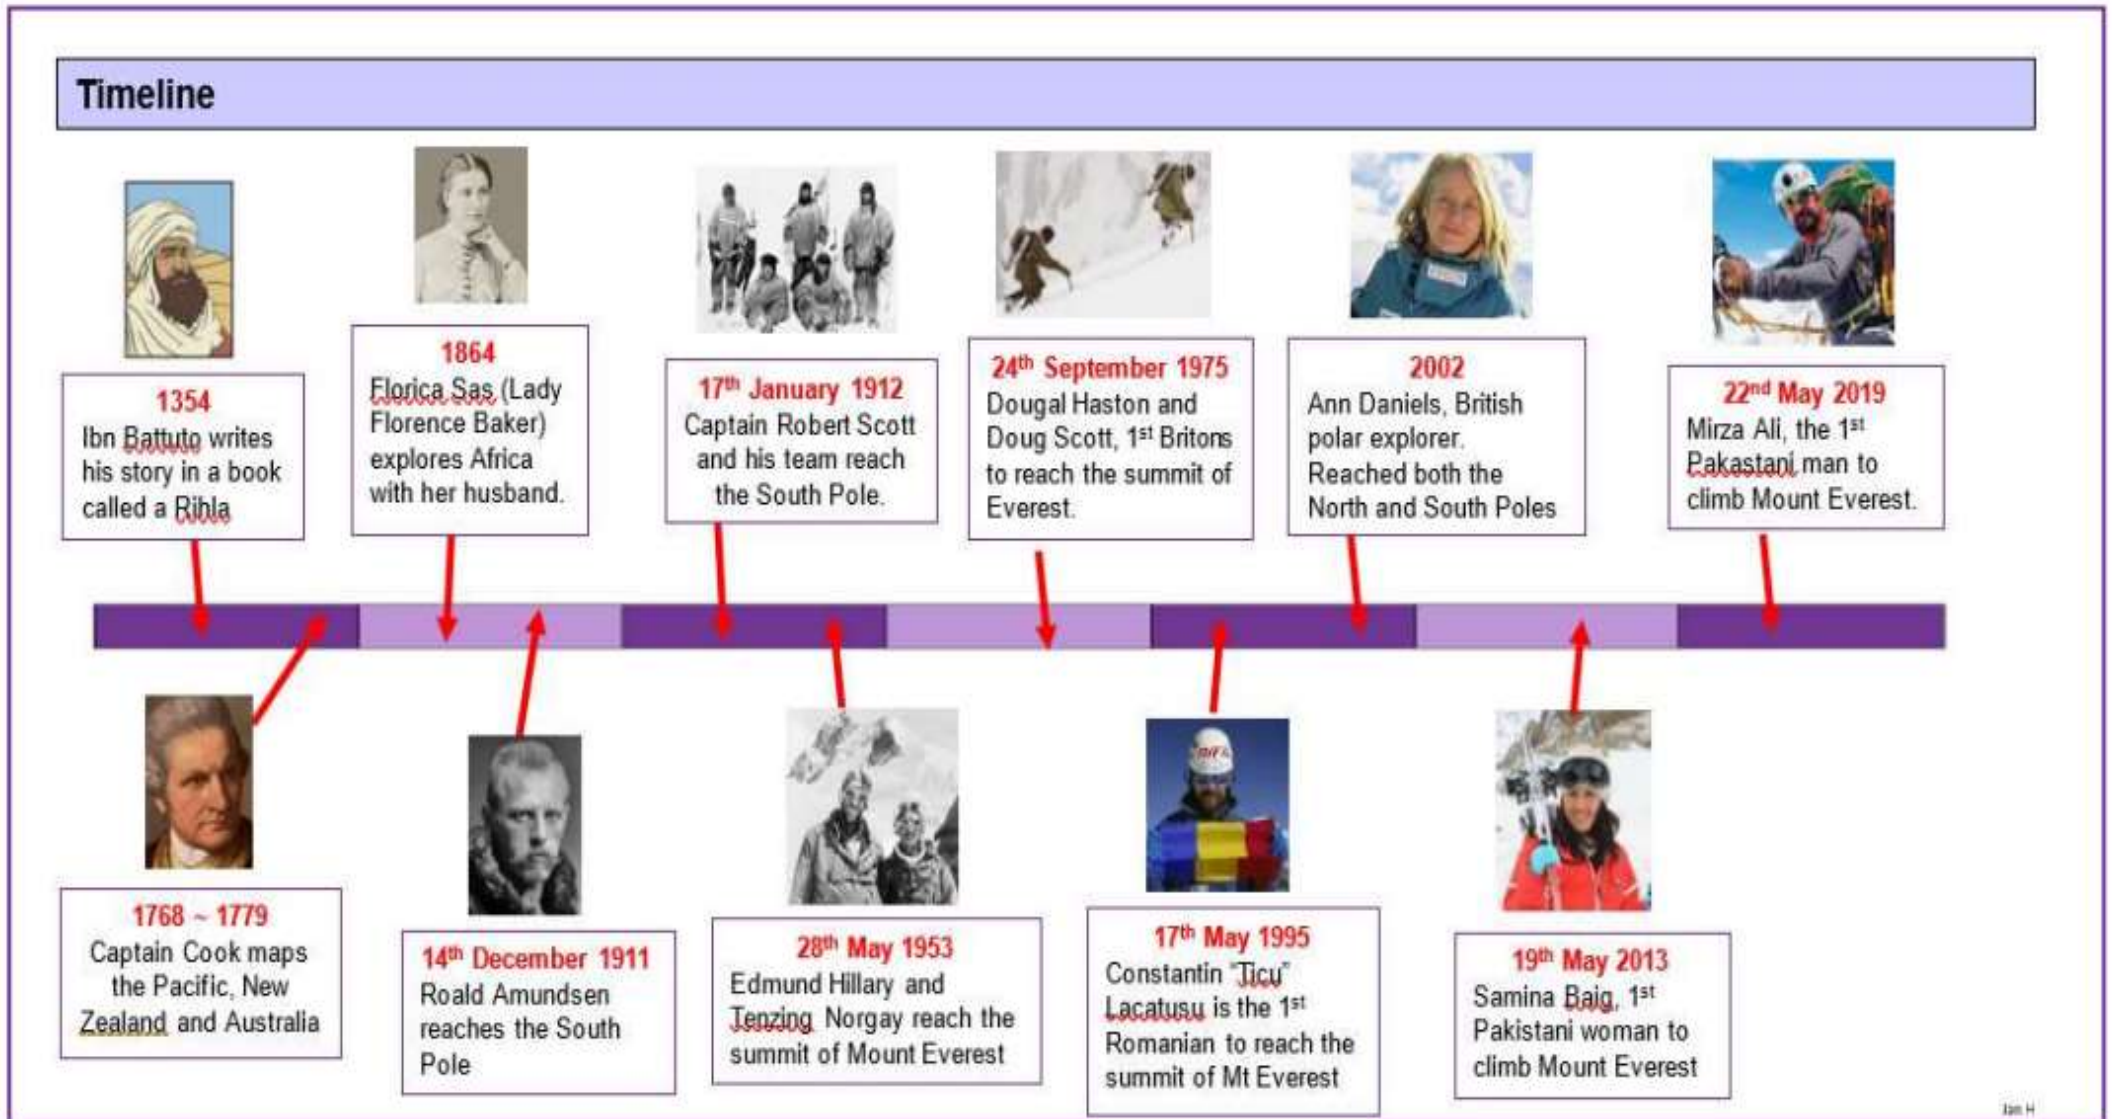 Timeline
1354
Ibn Battuto writes
his story in a book
called a Rihla
1864
Florica Sas (Lady
Florence Baker)
explores Africa
with her husband.
17th January 1912
Captain Robert Scott
and his team reach
the South Pole.
24th September 1975
Dougal Haston and
Doug Scott, 1st Britons
to reach the summit of
Everest.
2002
Ann Daniels, British
polar explorer.
Reached both the
North and South Poles
22nd May 2019
Mirza Ali, the 1st
Pakastani man to
climb Mount Everest.
1768 ~ 1779
Captain Cook maps
the Pacific, New
Zealand and Australia
14th December 1911
Roald Amundsen
reaches the South
Pole
28th May 1953
Edmund Hillary and
Tenzing Norgay reach the
summit of Mount Everest
17th May 1995
Constantin "Ticu"
Lacatusu is the 1st
Romanian to reach the
summit of Mt Everest
19th May 2013
Samina Baig, 1st
Pakistani woman to
climb Mount Everest